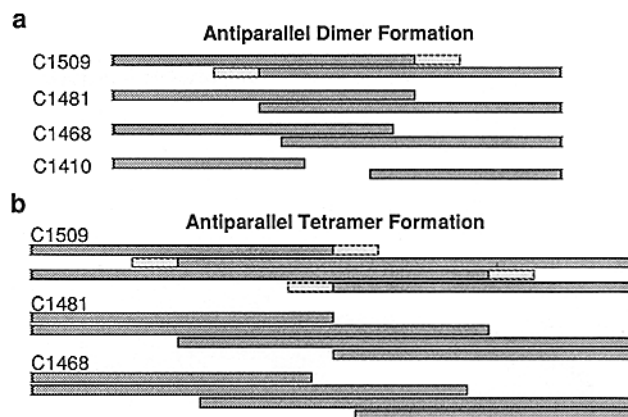 a
Antiparallel Dimer Formation
C1509
C1481
C1468
C1410
b
Antiparallel Tetramer Formation
C1509
C1481
C1468